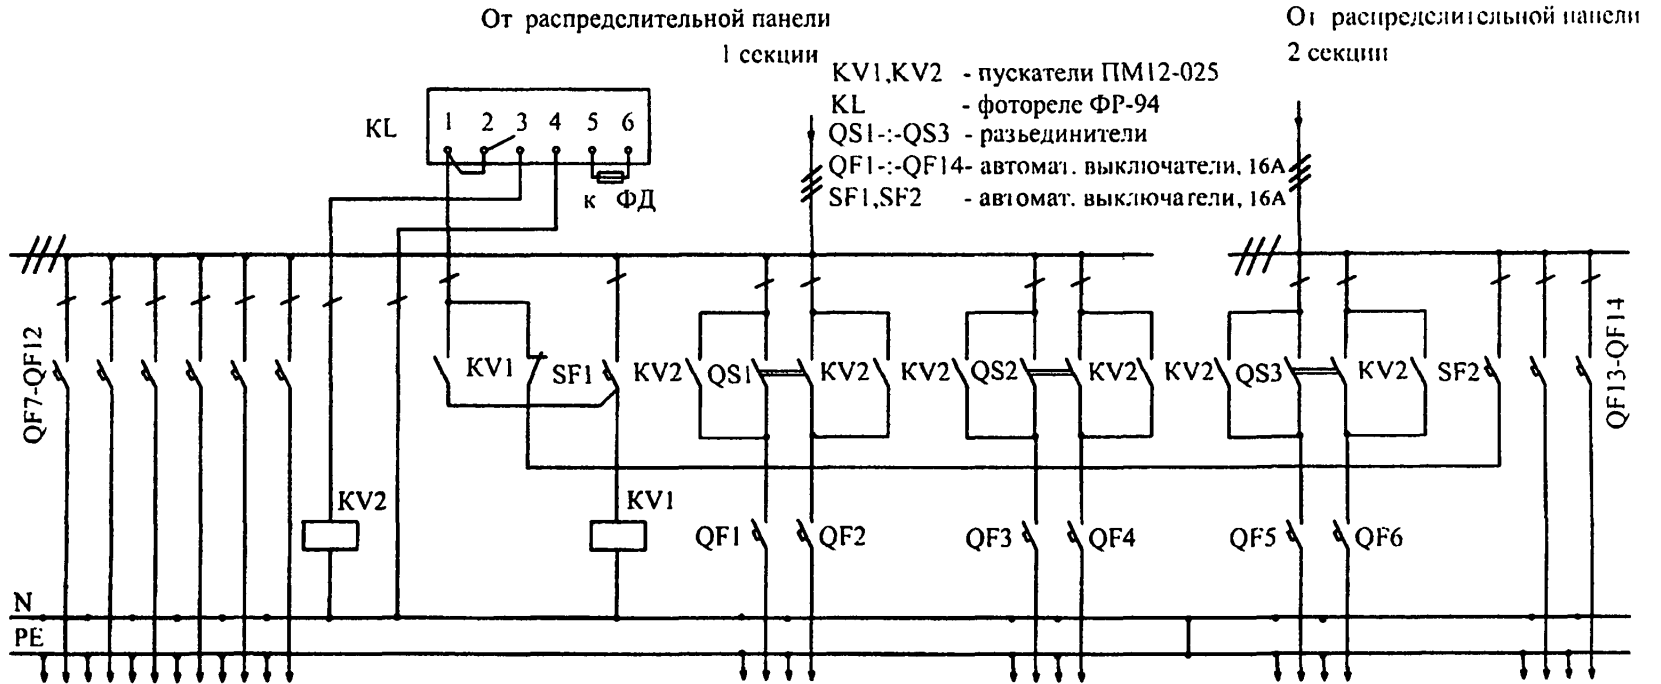 От распределительной панели
1 секции
От распределительной панели
2 секции
KV1,KV2 - пускатели ПМ12-025
KL - фотореле ФР-94
QS1-:-QS3 - разьединители
QF1-:-QF14- автомат. выключатели, 16А
SF1,SF2 - автомат. выключатели, 16А
KL
1 2 3 4 5 6
к ФД
QF7-QF12
KV1
SF1
KV2
QS1
KV2
KV2
QS2
KV2
KV2
QS3
KV2
SF2
QF13-QF14
KV2
KV1
QF1
QF2
QF3
QF4
QF5
QF6
N
PE